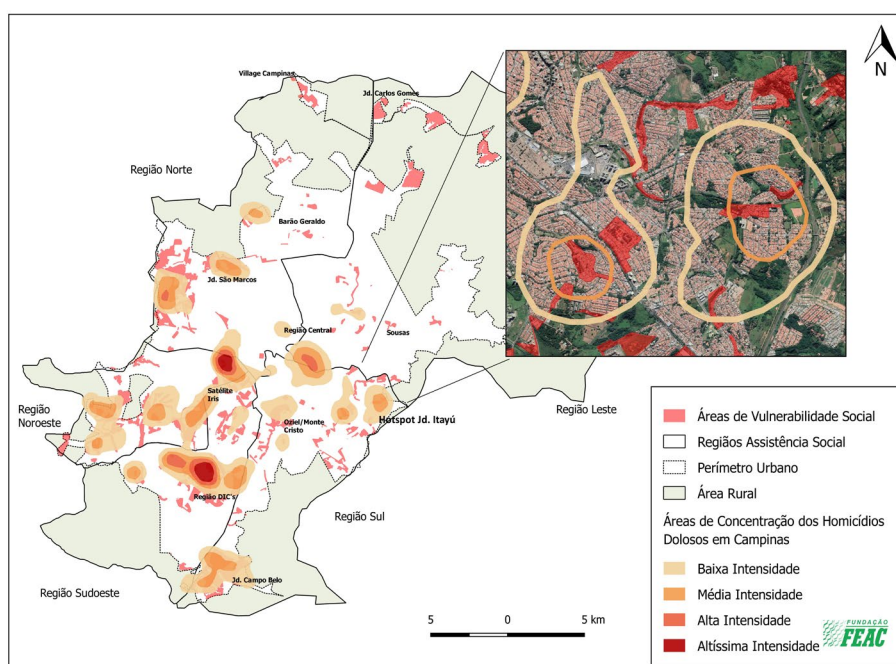 N
Village Campinas
Jd. Carlos Gomes
Região Norte
Barão Geraldo
Jd. São Marcos
Região Central
Sousas
Satélite
Iris
Região
Noroeste
Oziel/Monte
Cristo
Hotspot Jd. Itayú
Região Leste
Região DIC's
Região Sul
Jd. Campo Belo
Região Sudoeste
5 0 5 km
Áreas de Vulnerabilidade Social
Regiões Assistência Social
Perímetro Urbano
Área Rural
Áreas de Concentração dos Homicídios
Dolosos em Campinas
Baixa Intensidade
Média Intensidade
Alta Intensidade
Altíssima Intensidade
FUNDAÇÃO
FEAC